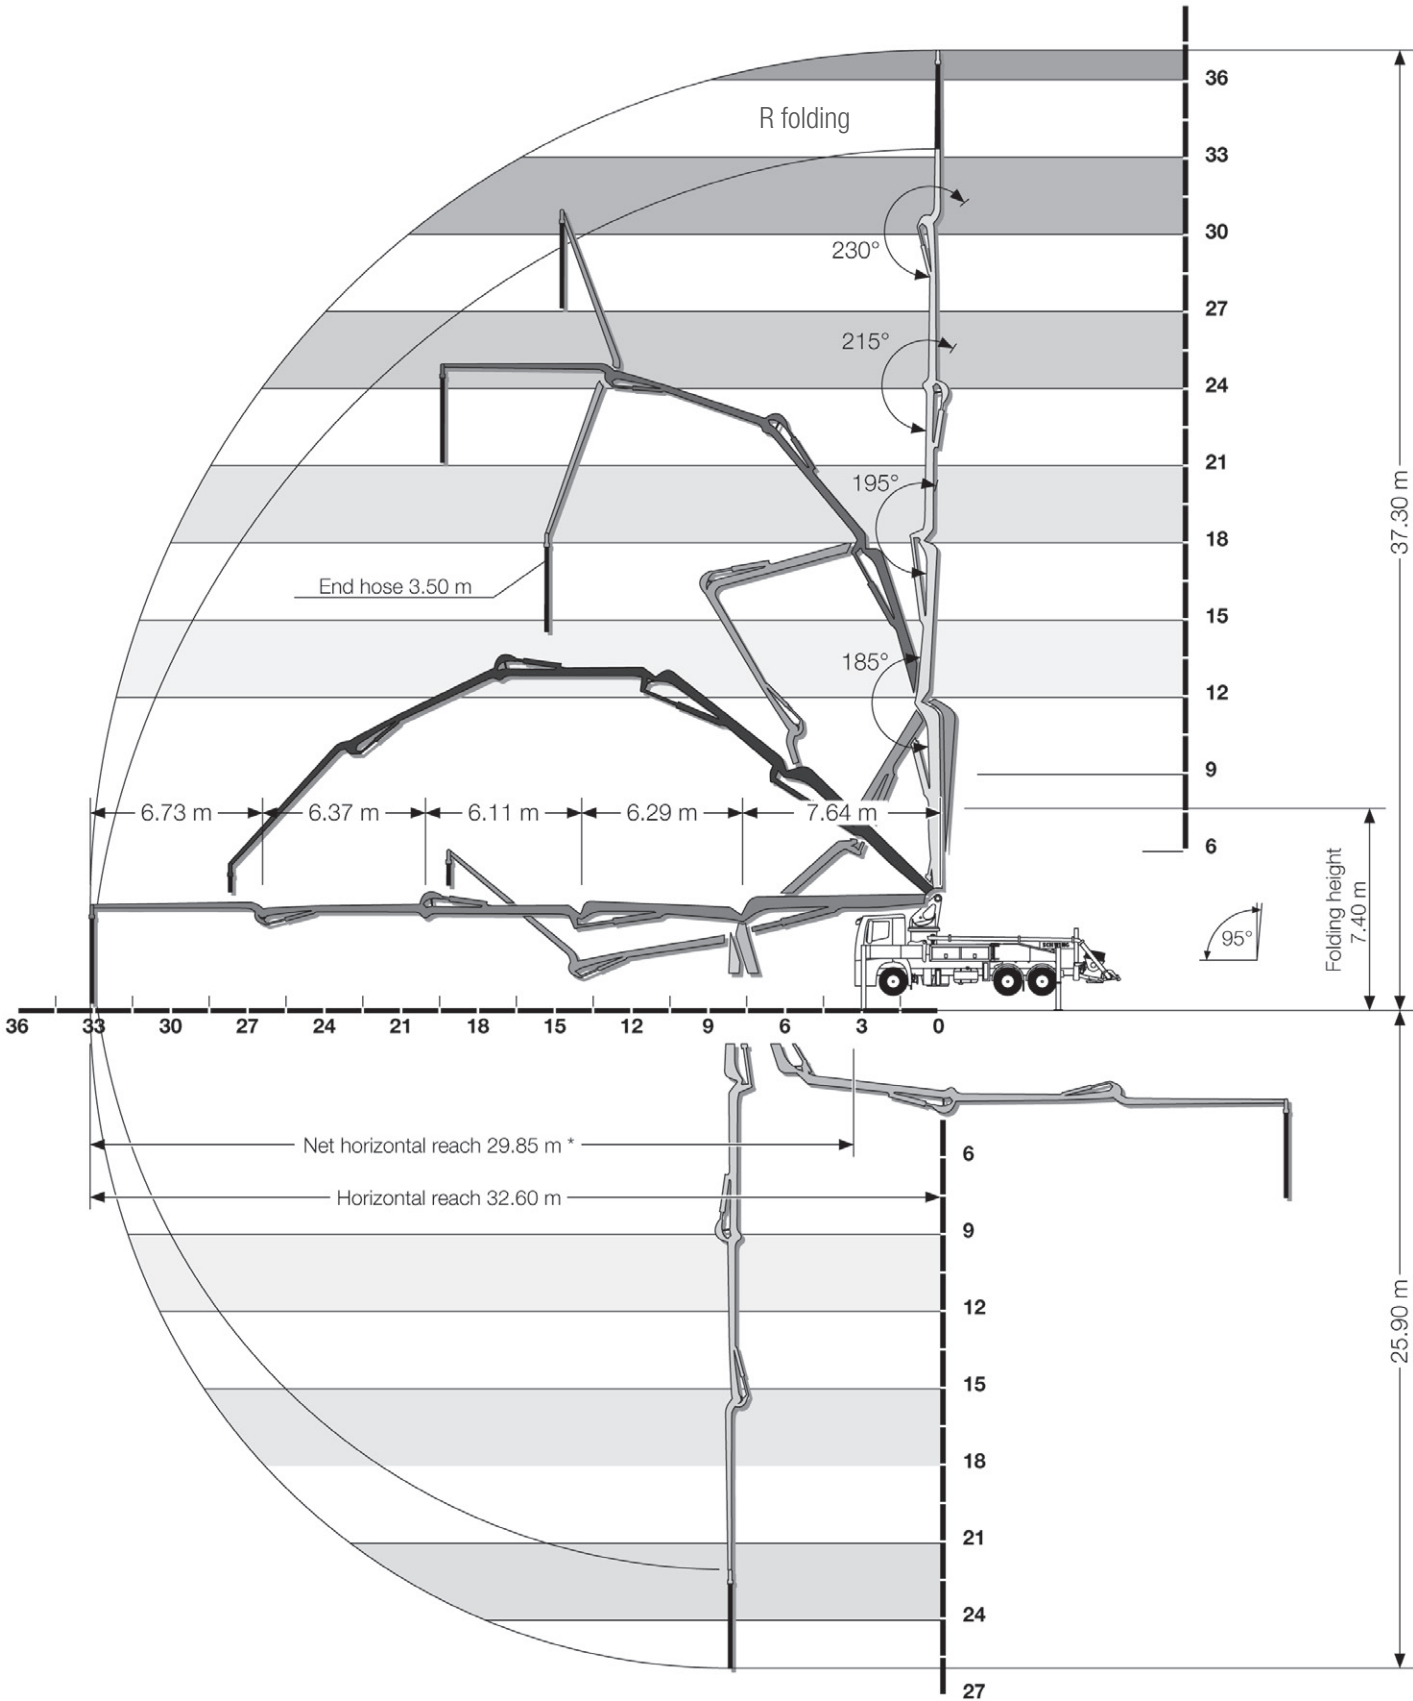 36
R folding
33
30
230°
27
215°
24
21
195°
37.30 m
18
End hose 3.50 m
15
185°
12
9
6.73 m
6.37 m
6.11 m
6.29 m
7.64 m
6
Folding height
7.40 m
95°
SCHWING
36
33
30
27
24
21
18
15
12
9
6
3
0
Net horizontal reach 29.85 m *
6
Horizontal reach 32.60 m
9
12
25.90 m
15
18
21
24
27